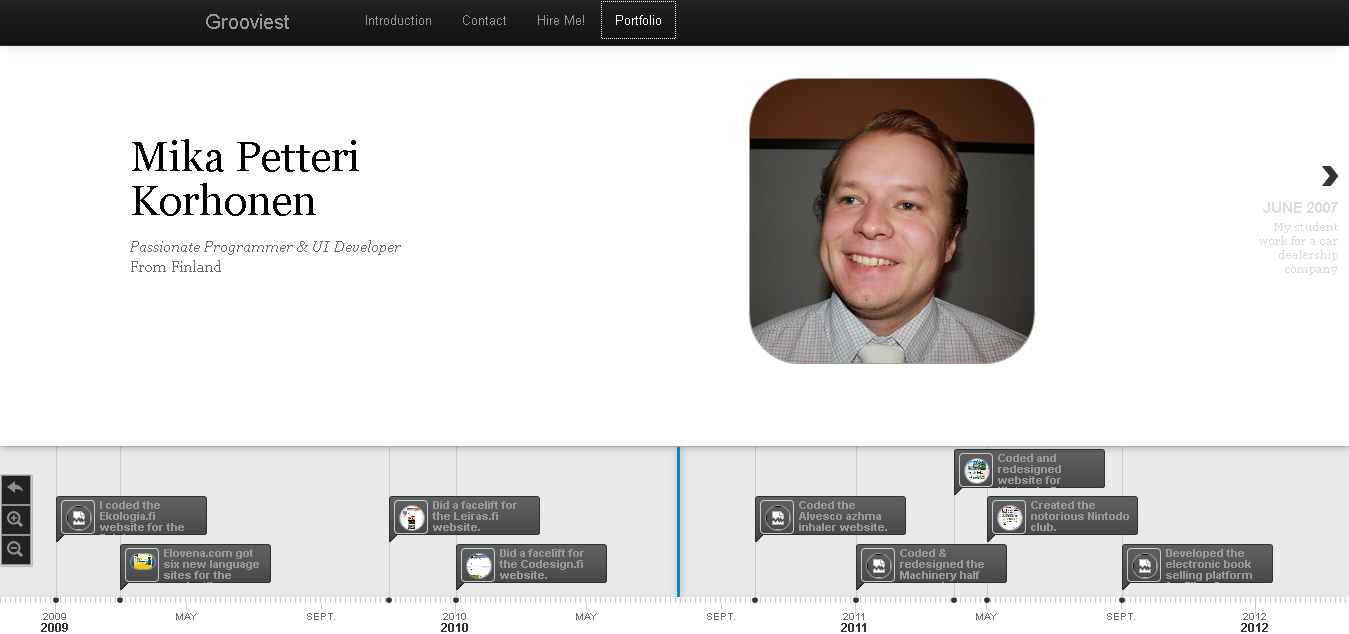 Grooviest
Introduction
Contact
Hire Me!
Portfolio
Mika Petteri
Korhonen
Passionate Programmer & UI Developer
From Finland
JUNE 2007
My student
work for a car
dealership
company
Coded and
redesigned
website for
I coded the
Ekologia.fi
website for the
Did a facelift for
the Leiras.fi
website.
Coded the
Alvesco azhma
inhaler website.
Created the
notorious Nintodo
club.
Elovena.com got
six new language
sites for the
Did a facelift for
the Codesign.fi
website.
Coded &
redesigned the
Machinery half
Developed the
electronic book
selling platform
2009
MAY
SEPT.
2010
MAY
SEPT.
2011
MAY
SEPT.
2012
2009
2010
2011
2012